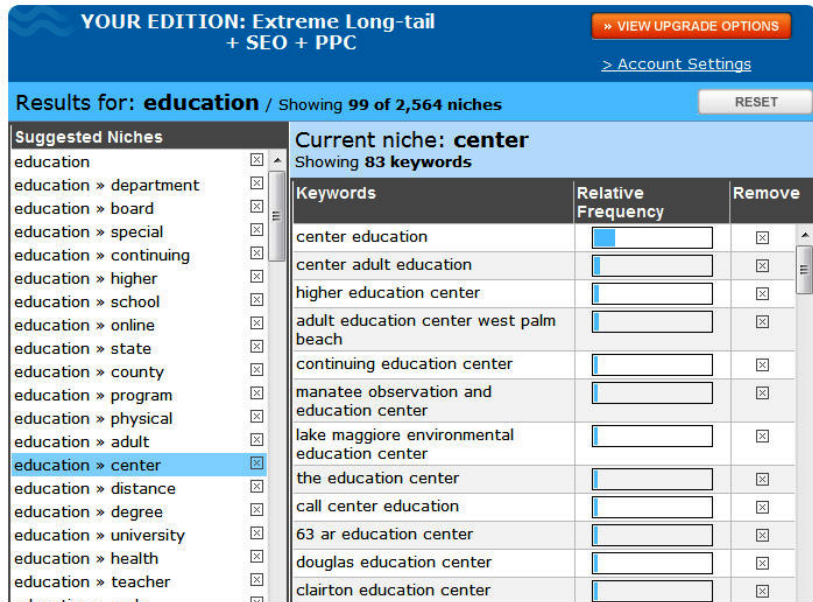 YOUR EDITION: Extreme Long-tail
+ SEO + PPC
» VIEW UPGRADE OPTIONS
> Account Settings
Results for: education / Showing 99 of 2,564 niches
RESET
Suggested Niches
education
education » department
education » board
education » special
education » continuing
education » higher
education » school
education » online
education » state
education » county
education » program
education » physical
education » adult
education » center
education » distance
education » degree
education » university
education » health
education » teacher
Current niche: center
Showing 83 keywords
Keywords
Relative
Frequency
Remove
center education
center adult education
higher education center
adult education center west palm
beach
continuing education center
manatee observation and
education center
lake maggiore environmental
education center
the education center
call center education
63 ar education center
douglas education center
clairton education center